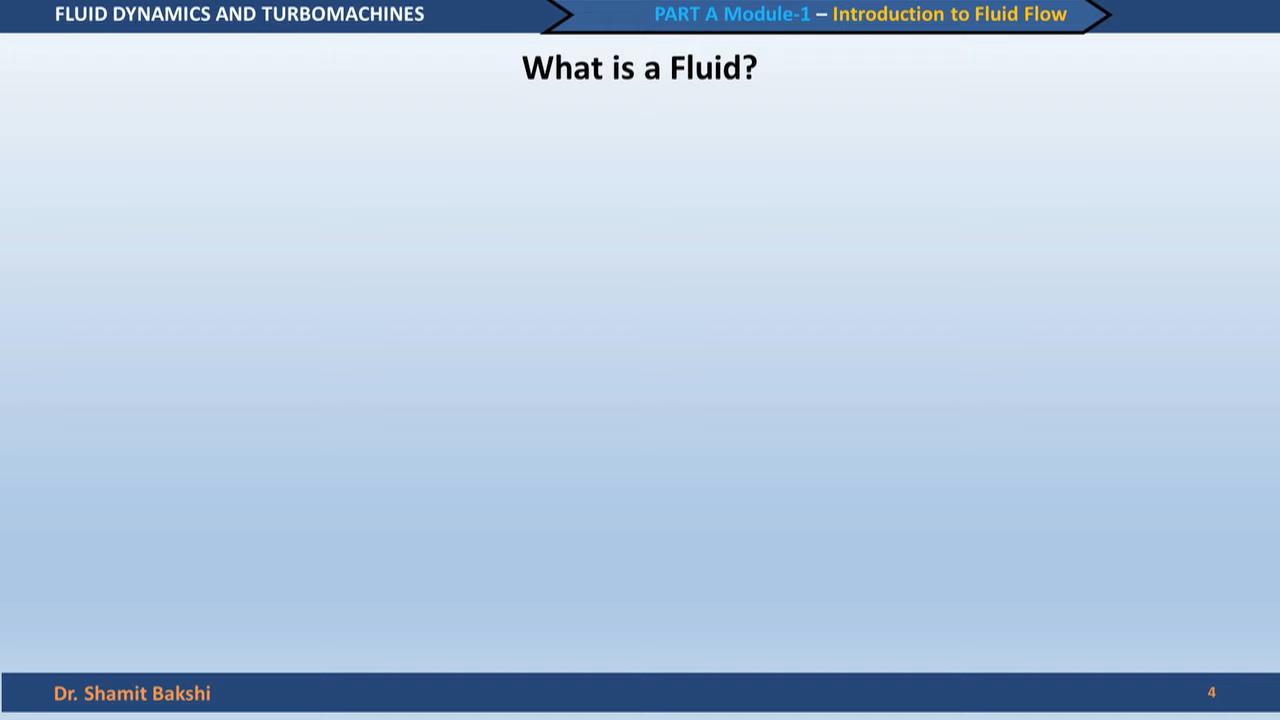 FLUID DYNAMICS AND TURBOMACHINES
PART A Module-1 – Introduction to Fluid Flow
What is a Fluid?
Dr. Shamit Bakshi
4